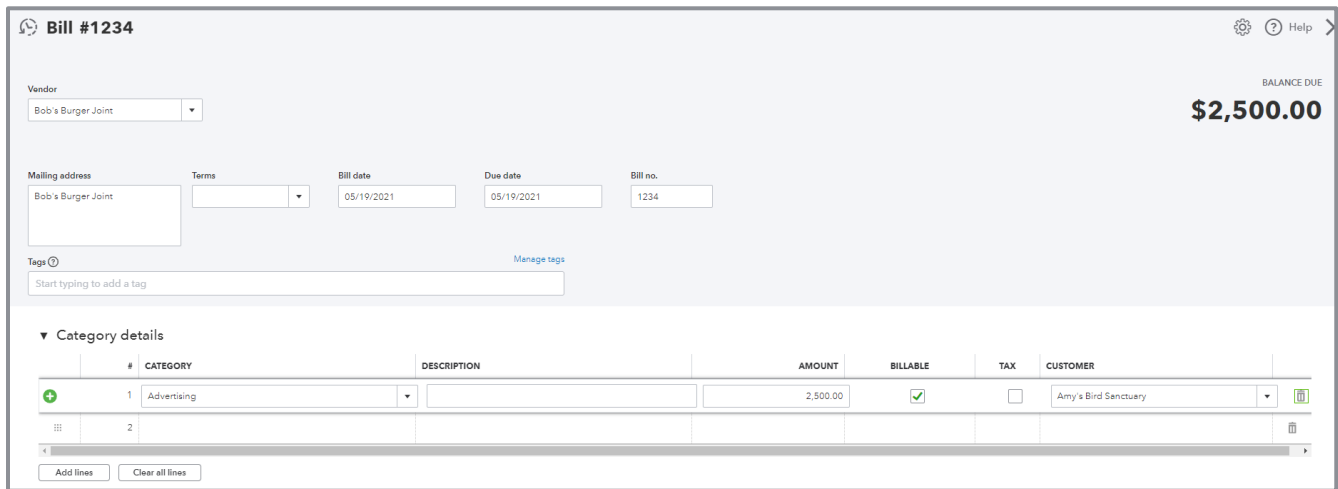 Bill #1234
Help
Vendor
BALANCE DUE
Bob's Burger Joint
$2,500.00
Mailing address Terms Bill date Due date Bill no.
Bob's Burger Joint 05/19/2021 05/19/2021 1234
Tags ? Manage tags
Start typing to add a tag
Category details
# CATEGORY DESCRIPTION AMOUNT BILLABLE TAX CUSTOMER
1 Advertising 2,500.00 Amy's Bird Sanctuary
2
Add lines Clear all lines